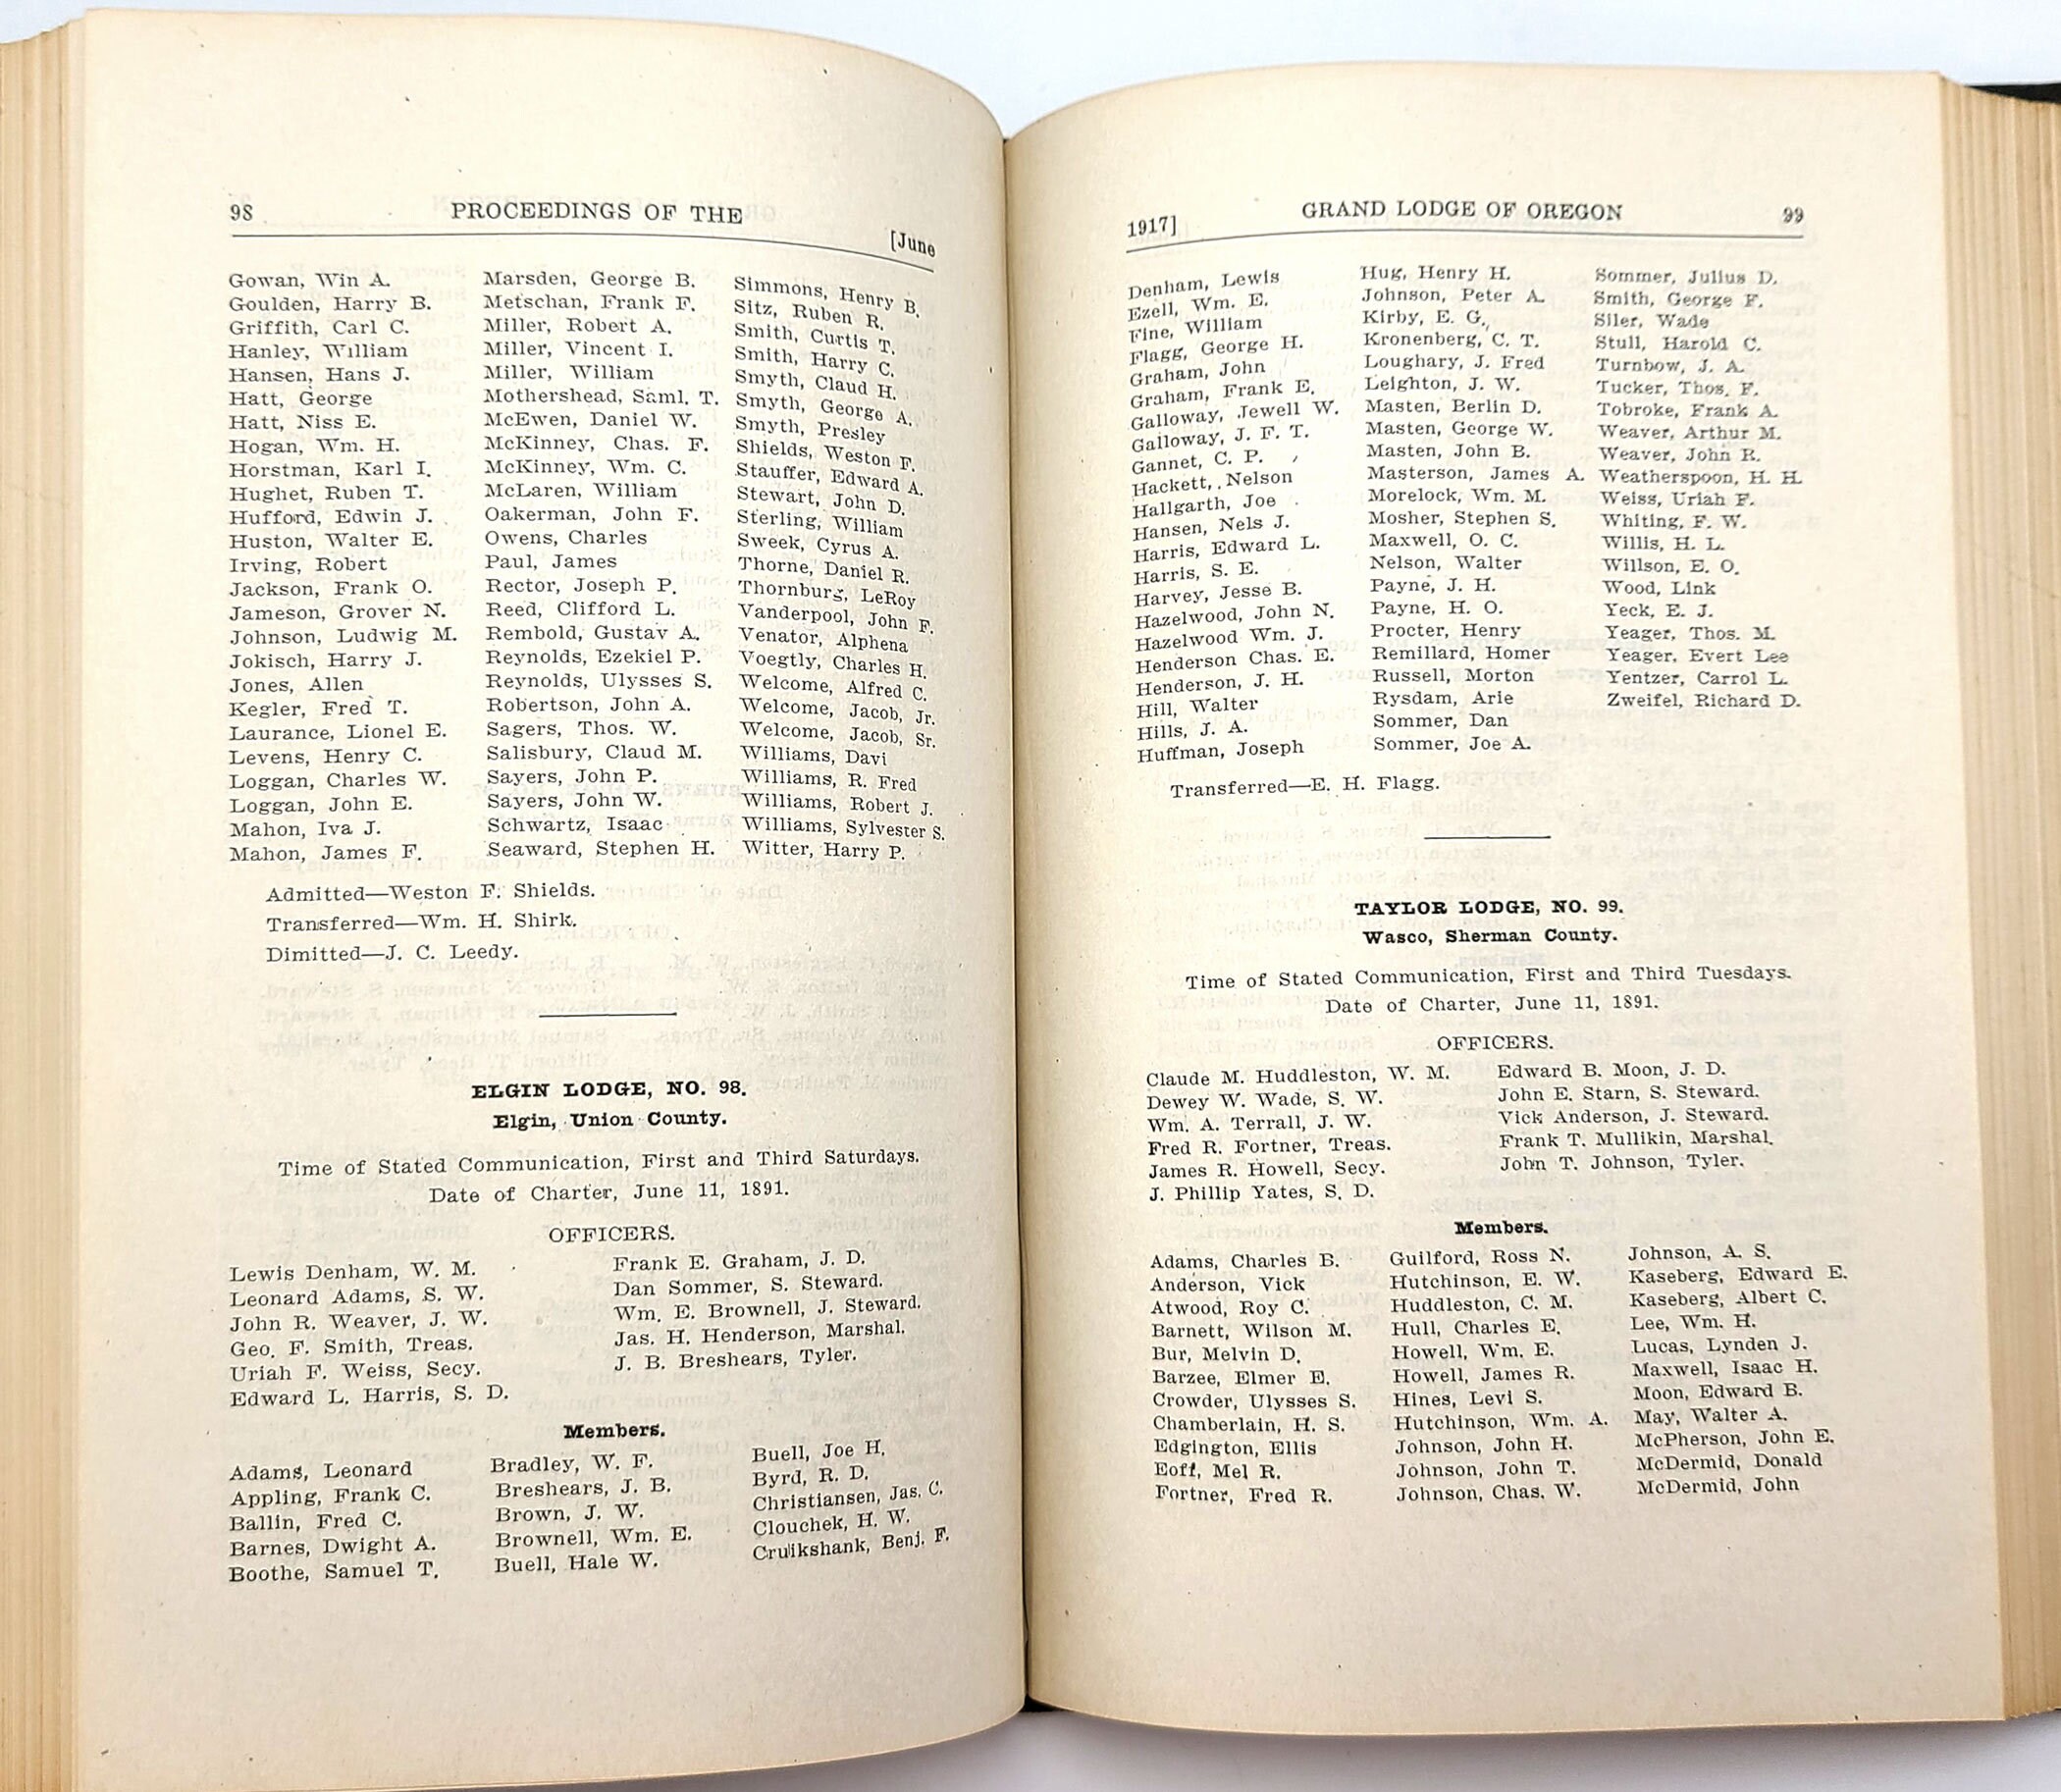 98 PROCEEDINGS OF THE [June
Gowan, Win A.
Goulden, Harry B.
Griffith, Carl C.
Hanley, William
Hansen, Hans J.
Hatt, George
Hatt, Niss E.
Hogan, Wm. H.
Horstman, Karl I.
Hughet, Ruben T.
Hufford, Edwin J.
Huston, Walter E.
Irving, Robert
Jackson, Frank O.
Jameson, Grover N.
Johnson, Ludwig M.
Jokisch, Harry J.
Jones, Allen
Kegler, Fred T.
Laurance, Lionel E.
Levens, Henry C.
Loggan, Charles W.
Loggan, John E.
Mahon, Iva J.
Mahon, James F.
Marsden, George B.
Metschan, Frank F.
Miller, Robert A.
Miller, Vincent I.
Miller, William
Mothershead, Saml. T.
McEwen, Daniel W.
McKinney, Chas. F.
McKinney, Wm. C.
McLaren, William
Oakerman, John F.
Owens, Charles
Paul, James
Rector, Joseph P.
Reed, Clifford L.
Rembold, Gustav A.
Reynolds, Ezekiel P.
Reynolds, Ulysses S.
Robertson, John A.
Sagers, Thos. W.
Salisbury, Claud M.
Sayers, John P.
Sayers, John W.
Schwartz, Isaac
Seaward, Stephen H.
Simmons, Henry B.
Sitz, Ruben R.
Smith, Curtis T.
Smith, Harry C.
Smyth, Claud H.
Smyth, George A.
Smyth, Presley
Shields, Weston F.
Stauffer, Edward A.
Stewart, John D.
Sterling, William
Sweek, Cyrus A.
Thorne, Daniel R.
Thornburg, LeRoy
Vanderpool, John F.
Venator, Alphena
Voegtly, Charles H.
Welcome, Alfred C.
Welcome, Jacob, Jr.
Welcome, Jacob, Sr.
Williams, Davi
Williams, R. Fred
Williams, Robert J.
Williams, Sylvester S.
Witter, Harry P.
Admitted—Weston F. Shields.
Transferred—Wm. H. Shirk.
Dimitted—J. C. Leedy.
ELGIN LODGE, NO. 98.
Elgin, Union County.
Time of Stated Communication, First and Third Saturdays.
Date of Charter, June 11, 1891.
OFFICERS.
Lewis Denham, W. M.
Leonard Adams, S. W.
John R. Weaver, J. W.
Geo. F. Smith, Treas.
Uriah F. Weiss, Secy.
Edward L. Harris, S. D.
Frank E. Graham, J. D.
Dan Sommer, S. Steward.
Wm. E. Brownell, J. Steward.
Jas. H. Henderson, Marshal.
J. B. Breshears, Tyler.
Members.
Adams, Leonard
Appling, Frank C.
Ballin, Fred C.
Barnes, Dwight A.
Boothe, Samuel T.
Bradley, W. F.
Breshears, J. B.
Brown, J. W.
Brownell, Wm. E.
Buell, Hale W.
Buell, Joe H.
Byrd, R. D.
Christiansen, Jas. C.
Clouchek, H. W.
Cruikshank, Benj. F.
1917] GRAND LODGE OF OREGON 99
Denham, Lewis
Ezell, Wm. E.
Fine, William
Flagg, George H.
Graham, John
Graham, Frank E.
Galloway, Jewell W.
Galloway, J. F. T.
Gannet, C. P.
Hackett, Nelson
Hallgarth, Joe
Hansen, Nels J.
Harris, Edward L.
Harris, S. E.
Harvey, Jesse B.
Hazelwood, John N.
Hazelwood Wm. J.
Henderson Chas. E.
Henderson, J. H.
Hill, Walter
Hills, J. A.
Huffman, Joseph
Hug, Henry H.
Johnson, Peter A.
Kirby, E. G.
Kronenberg, C. T.
Loughary, J. Fred
Leighton, J. W.
Masten, Berlin D.
Masten, George W.
Masten, John B.
Masterson, James A.
Morelock, Wm. M.
Mosher, Stephen S.
Maxwell, O. C.
Nelson, Walter
Payne, J. H.
Payne, H. O.
Procter, Henry
Remillard, Homer
Russell, Morton
Rysdam, Arie
Sommer, Dan
Sommer, Joe A.
Sommer, Julius D.
Smith, George F.
Siler, Wade
Stull, Harold C.
Turnbow, J. A.
Tucker, Thos. F.
Tobroke, Frank A.
Weaver, Arthur M.
Weaver, John R.
Weatherspoon, H. H.
Weiss, Uriah F.
Whiting, F. W.
Willis, H. L.
Willson, E. O.
Wood, Link
Yeck, E. J.
Yeager, Thos. M.
Yeager, Evert Lee
Yentzer, Carrol L.
Zweifel, Richard D.
Transferred—E. H. Flagg.
TAYLOR LODGE, NO. 99.
Wasco, Sherman County.
Time of Stated Communication, First and Third Tuesdays.
Date of Charter, June 11, 1891.
OFFICERS.
Claude M. Huddleston, W. M.
Dewey W. Wade, S. W.
Wm. A. Terrall, J. W.
Fred R. Fortner, Treas.
James R. Howell, Secy.
J. Phillip Yates, S. D.
Edward B. Moon, J. D.
John E. Starn, S. Steward.
Vick Anderson, J. Steward.
Frank T. Mullikin, Marshal.
John T. Johnson, Tyler.
Members.
Adams, Charles B.
Anderson, Vick
Atwood, Roy C.
Barnett, Wilson M.
Bur, Melvin D.
Barzee, Elmer E.
Crowder, Ulysses S.
Chamberlain, H. S.
Edgington, Ellis
Eoff, Mel R.
Fortner, Fred R.
Guilford, Ross N.
Hutchinson, E. W.
Huddleston, C. M.
Hull, Charles E.
Howell, Wm. E.
Howell, James R.
Hines, Levi S.
Hutchinson, Wm. A.
Johnson, John H.
Johnson, John T.
Johnson, Chas. W.
Johnson, A. S.
Kaseberg, Edward E.
Kaseberg, Albert C.
Lee, Wm. H.
Lucas, Lynden J.
Maxwell, Isaac H.
Moon, Edward B.
May, Walter A.
McPherson, John E.
McDermid, Donald
McDermid, John